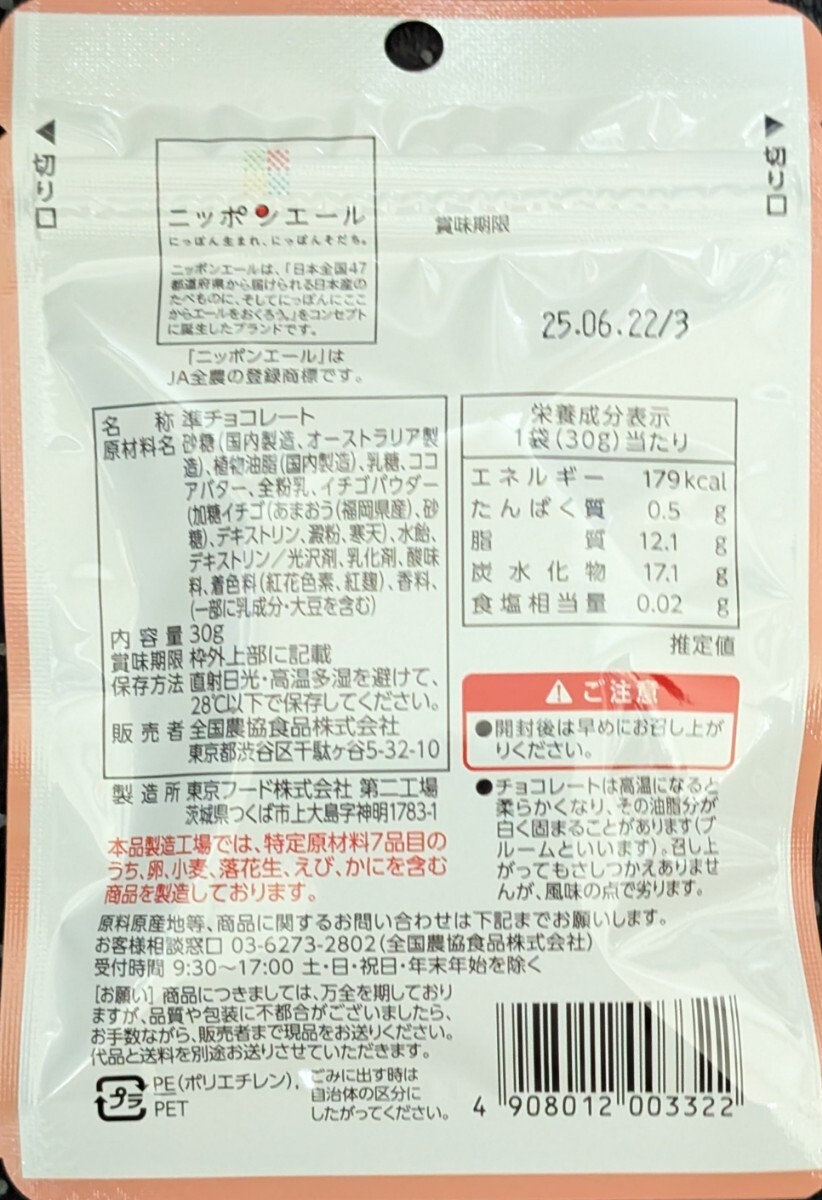 切り口
切り口
ニッポンエール
にっぽん生まれ、にっぽんそだち。
ニッポンエールは、「日本全国47
都道府県から届けられる日本産の
たべものに、そしてにっぽんにここ
からエールをおくろう。」をコンセプト
に誕生したブランドです。
「ニッポンエール」は
JA全農の登録商標です。
賞味期限
25.06.22/3
名称 準チョコレート
原材料名 砂糖(国内製造、オーストラリア製
造)、植物油脂(国内製造)、乳糖、ココ
アバター、全粉乳、イチゴパウダー
(加糖イチゴ(あまおう(福岡県産)、砂
糖)、デキストリン、澱粉、寒天)、水飴、
デキストリン/光沢剤、乳化剤、酸味
料、着色料(紅花色素、紅麹)、香料、
(一部に乳成分・大豆を含む)
内容量 30g
賞味期限 枠外上部に記載
保存方法 直射日光・高温多湿を避けて、
28℃以下で保存してください。
販売者 全国農協食品株式会社
東京都渋谷区千駄ヶ谷5-32-10
製造所 東京フード株式会社 第二工場
茨城県つくば市上大島字神明1783-1
本品製造工場では、特定原材料7品目の
うち、卵、小麦、落花生、えび、かにを含む
商品を製造しております。
栄養成分表示
1袋(30g)当たり
エネルギー 179kcal
たんぱく質 0.5 g
脂質 12.1 g
炭水化物 17.1 g
食塩相当量 0.02 g
推定値
ご注意
●開封後は早めにお召し上が
りください。
●チョコレートは高温になると
柔らかくなり、その油脂分が
白く固まることがあります(ブ
ルームといいます)。召し上
がってもさしつかえありませ
んが、風味の点で劣ります。
原料原産地等、商品に関するお問い合わせは下記までお願いします。
お客様相談窓口 03-6273-2802(全国農協食品株式会社)
受付時間 9:30～17:00 土・日・祝日・年末年始を除く
[お願い] 商品につきましては、万全を期しており
ますが、品質や包装に不都合がございましたら、
お手数ながら、販売者まで現品をお送りください。
代品と送料を別途お送りさせていただきます。
プラ
PE(ポリエチレン)、
PET
ごみに出す時は
自治体の区分に
したがってください。
4 908012 003322